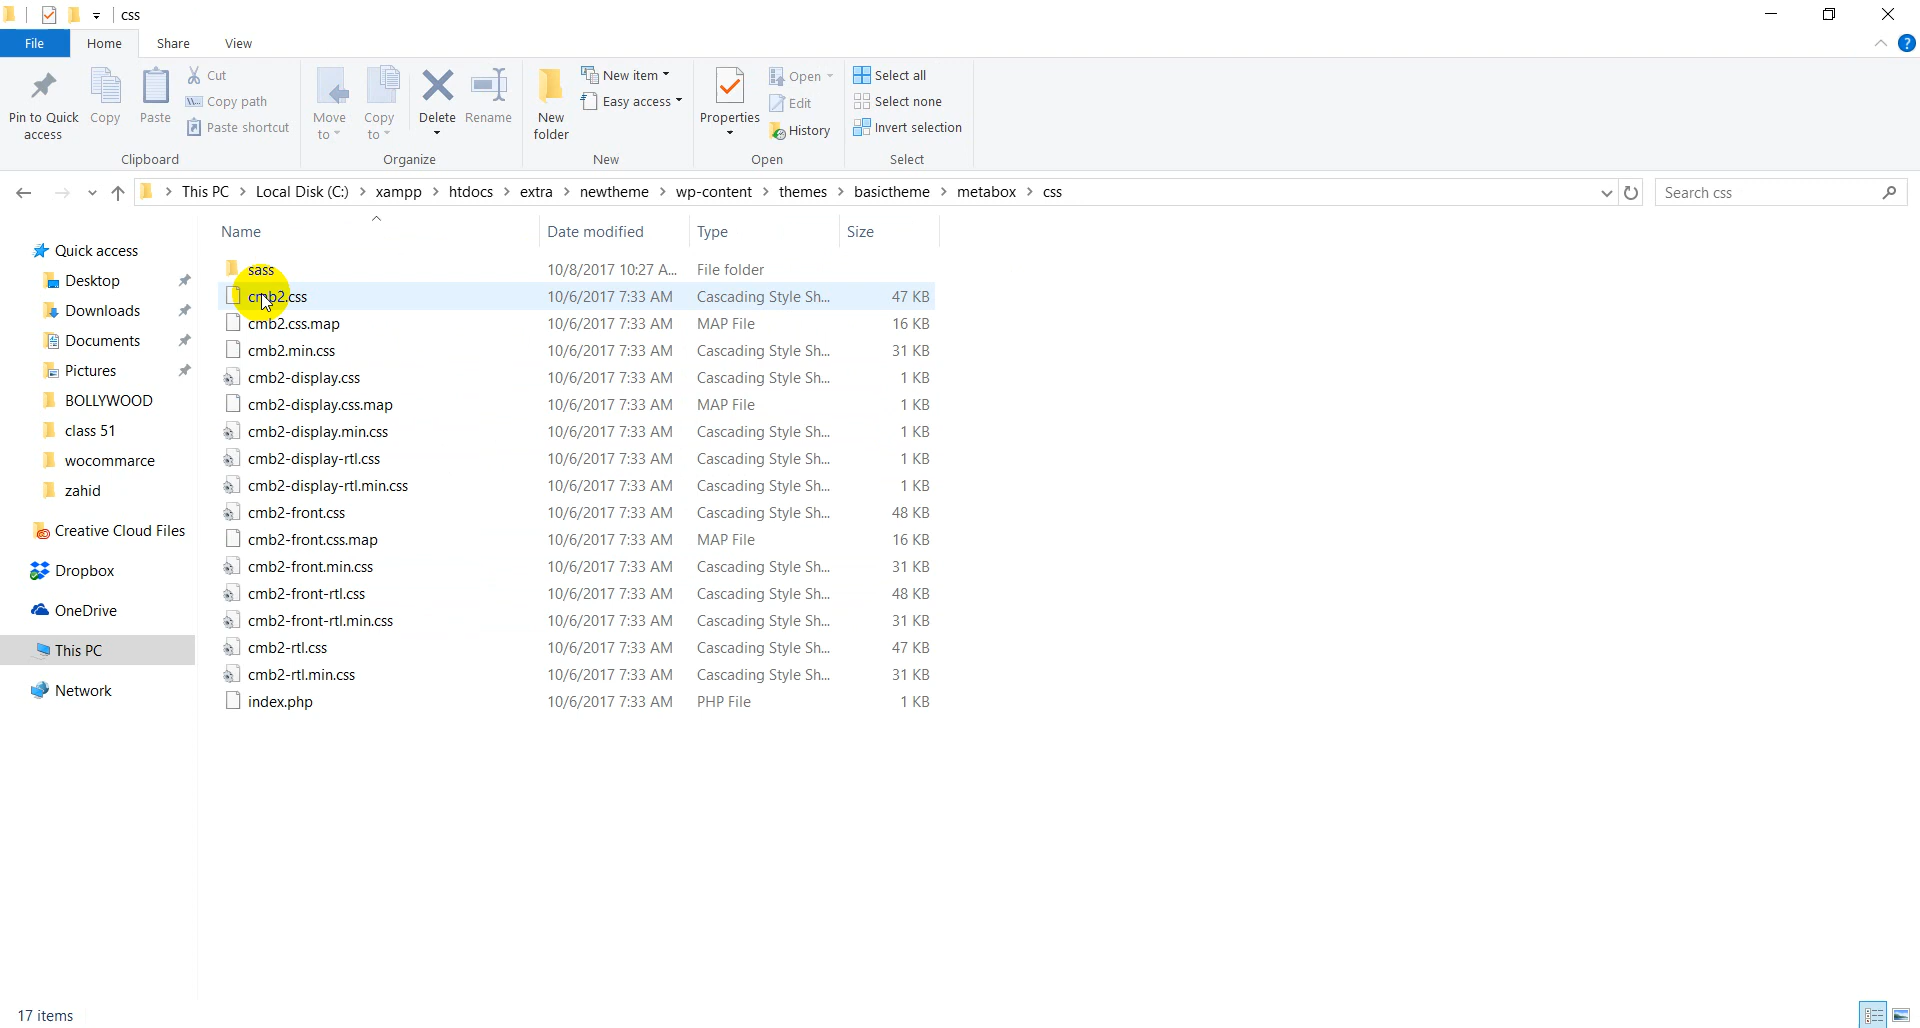 css
File Home Share View
Pin to Quick access
Copy
Paste
Cut
Copy path
Paste shortcut
Clipboard
Move to
Copy to
Delete
Rename
Organize
New folder
New item
Easy access
New
Properties
Open
Edit
History
Open
Select all
Select none
Invert selection
Select
This PC > Local Disk (C:) > xampp > htdocs > extra > newtheme > wp-content > themes > basictheme > metabox > css
Search css
Quick access
Desktop
Downloads
Documents
Pictures
BOLLYWOOD
class 51
wocommarce
zahid
Creative Cloud Files
Dropbox
OneDrive
This PC
Network
Name Date modified Type Size
sass 10/8/2017 10:27 A... File folder
cmb2.css 10/6/2017 7:33 AM Cascading Style Sh... 47 KB
cmb2.css.map 10/6/2017 7:33 AM MAP File 16 KB
cmb2.min.css 10/6/2017 7:33 AM Cascading Style Sh... 31 KB
cmb2-display.css 10/6/2017 7:33 AM Cascading Style Sh... 1 KB
cmb2-display.css.map 10/6/2017 7:33 AM MAP File 1 KB
cmb2-display.min.css 10/6/2017 7:33 AM Cascading Style Sh... 1 KB
cmb2-display-rtl.css 10/6/2017 7:33 AM Cascading Style Sh... 1 KB
cmb2-display-rtl.min.css 10/6/2017 7:33 AM Cascading Style Sh... 1 KB
cmb2-front.css 10/6/2017 7:33 AM Cascading Style Sh... 48 KB
cmb2-front.css.map 10/6/2017 7:33 AM MAP File 16 KB
cmb2-front.min.css 10/6/2017 7:33 AM Cascading Style Sh... 31 KB
cmb2-front-rtl.css 10/6/2017 7:33 AM Cascading Style Sh... 48 KB
cmb2-front-rtl.min.css 10/6/2017 7:33 AM Cascading Style Sh... 31 KB
cmb2-rtl.css 10/6/2017 7:33 AM Cascading Style Sh... 47 KB
cmb2-rtl.min.css 10/6/2017 7:33 AM Cascading Style Sh... 31 KB
index.php 10/6/2017 7:33 AM PHP File 1 KB
17 items